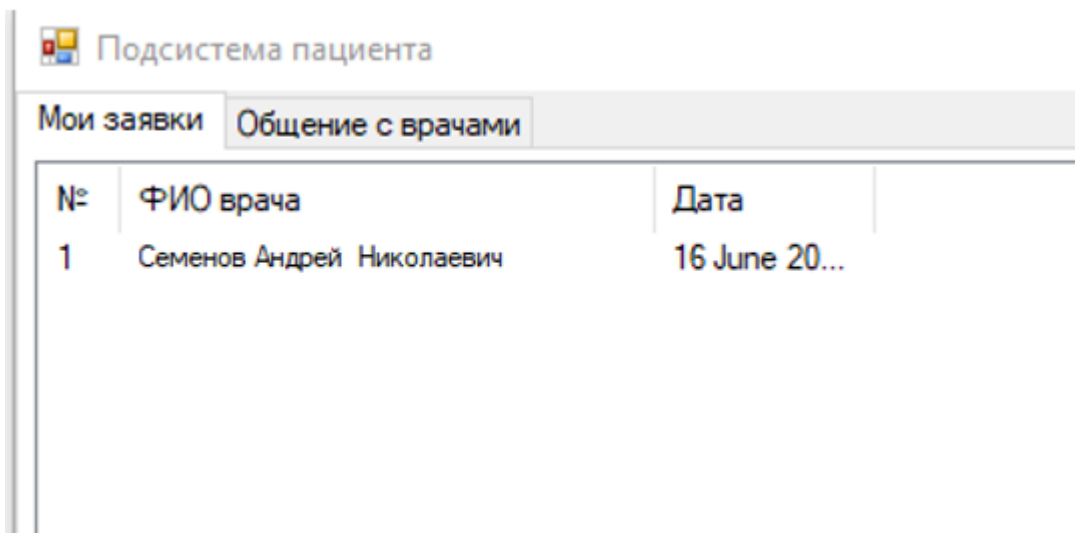 Подсистема пациента
Мои заявки Общение с врачами
№ ФИО врача Дата
1 Семенов Андрей Николаевич 16 June 20...